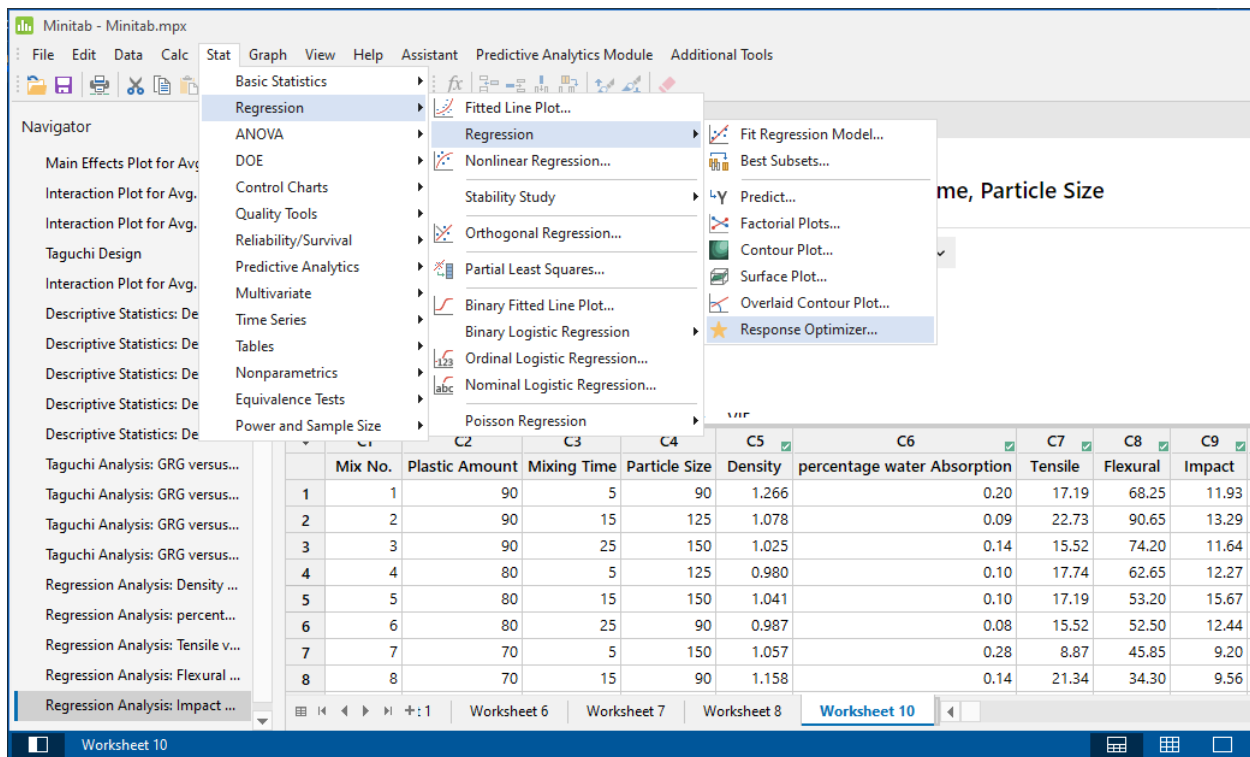 Minitab - Minitab.mpx
File Edit Data Calc Stat Graph View Help Assistant Predictive Analytics Module Additional Tools
Basic Statistics
Regression
ANOVA
DOE
Control Charts
Quality Tools
Reliability/Survival
Predictive Analytics
Multivariate
Time Series
Tables
Nonparametrics
Equivalence Tests
Power and Sample Size
fx
Fitted Line Plot...
Regression
Nonlinear Regression...
Stability Study
Orthogonal Regression...
Partial Least Squares...
Binary Fitted Line Plot...
Binary Logistic Regression
Ordinal Logistic Regression...
Nominal Logistic Regression...
Poisson Regression
Fit Regression Model...
Best Subsets...
Predict...
Factorial Plots...
Contour Plot...
Surface Plot...
Overlaid Contour Plot...
Response Optimizer...
me, Particle Size
Navigator
Main Effects Plot for Avg
Interaction Plot for Avg.
Interaction Plot for Avg.
Taguchi Design
Interaction Plot for Avg.
Descriptive Statistics: De
Descriptive Statistics: De
Descriptive Statistics: De
Descriptive Statistics: De
Descriptive Statistics: De
Taguchi Analysis: GRG versus...
Taguchi Analysis: GRG versus...
Taguchi Analysis: GRG versus...
Taguchi Analysis: GRG versus...
Regression Analysis: Density ...
Regression Analysis: percent...
Regression Analysis: Tensile v...
Regression Analysis: Flexural ...
Regression Analysis: Impact ...
VIF
C1 C2 C3 C4 C5 C6 C7 C8 C9
Mix No. Plastic Amount Mixing Time Particle Size Density percentage water Absorption Tensile Flexural Impact
1 1 90 5 90 1.266 0.20 17.19 68.25 11.93
2 2 90 15 125 1.078 0.09 22.73 90.65 13.29
3 3 90 25 150 1.025 0.14 15.52 74.20 11.64
4 4 80 5 125 0.980 0.10 17.74 62.65 12.27
5 5 80 15 150 1.041 0.10 17.19 53.20 15.67
6 6 80 25 90 0.987 0.08 15.52 52.50 12.44
7 7 70 5 150 1.057 0.28 8.87 45.85 9.20
8 8 70 15 90 1.158 0.14 21.34 34.30 9.56
: 1 Worksheet 6 Worksheet 7 Worksheet 8 Worksheet 10
Worksheet 10